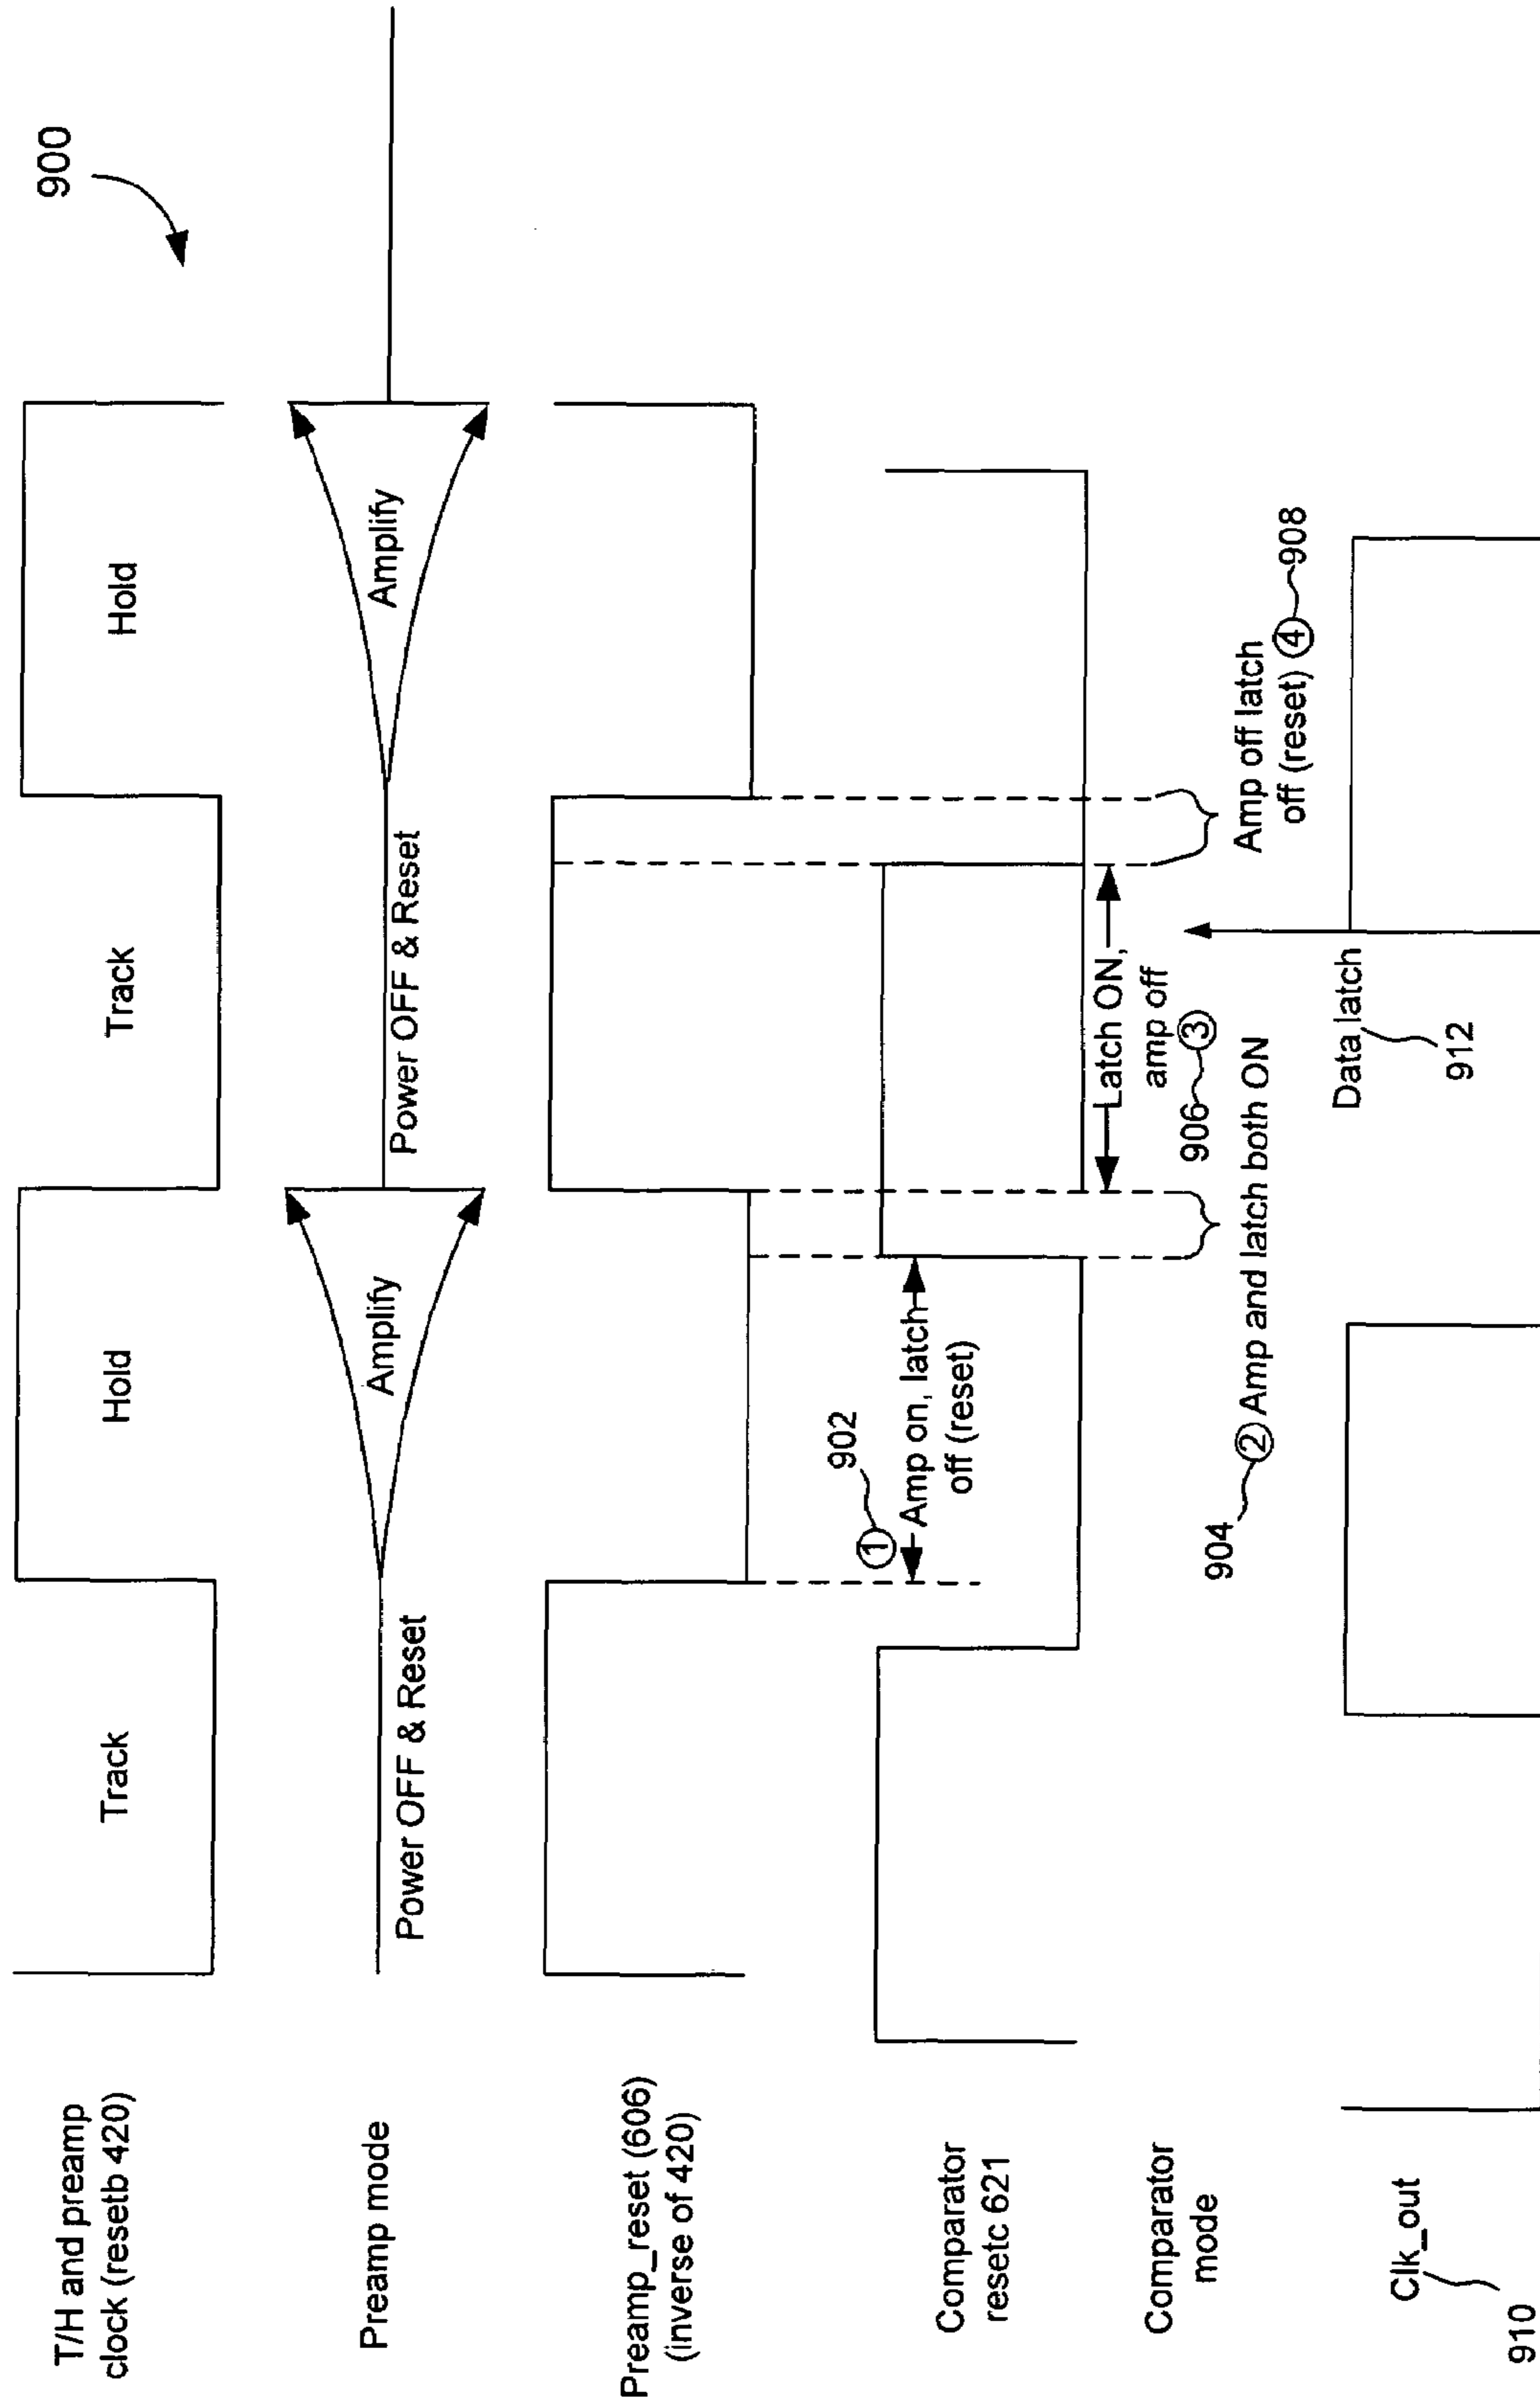 900
T/H and preamp
clock (resetb 420)
Track
Hold
Track
Hold
Preamp mode
Power OFF & Reset
Amplify
Power OFF & Reset
Amplify
Preamp_reset (606)
(inverse of 420)
Comparator
resetc 621
1
902
Amp on, latch
off (reset)
Comparator
mode
904
2 Amp and latch both ON
Latch ON,
amp off
906
3
Amp off latch
off (reset) 4
908
Clk_out
910
Data latch
912